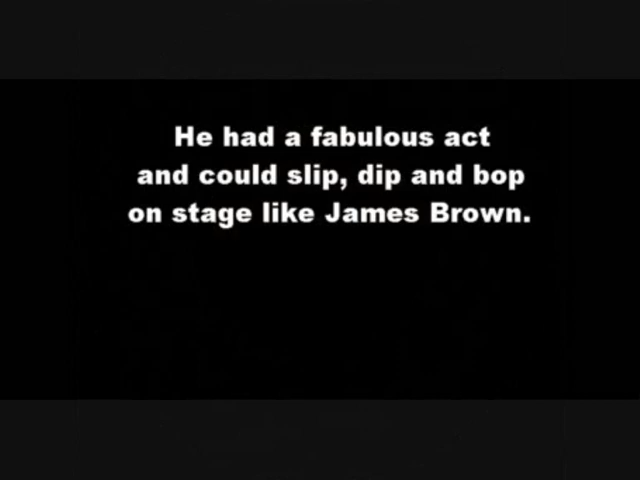 He had a fabulous act
and could slip, dip and bop
on stage like James Brown.